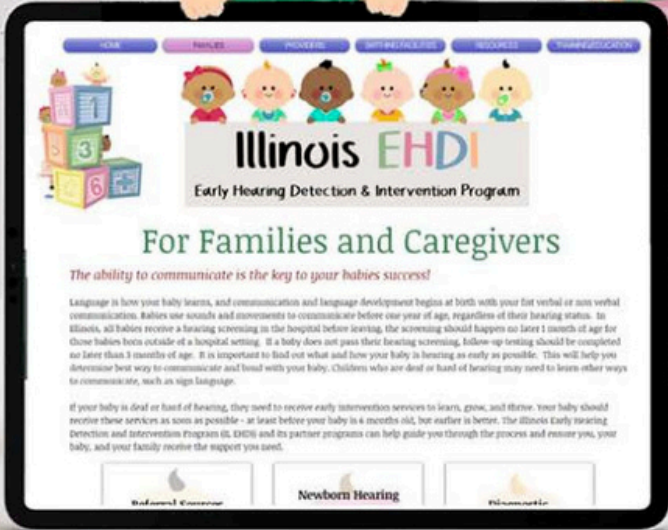 HOME FAMILIES PROVIDERS BIRTHING FACILITIES RESOURCES TRAINING/EDUCATION
1
3
6
Illinois EHDI
Early Hearing Detection & Intervention Program
For Families and Caregivers
The ability to communicate is the key to your babies success!
Language is how your baby learns, and communication and language development begins at birth with your fist verbal or non verbal
communication. Babies use sounds and movements to communicate before one year of age, regardless of their hearing status. In
Illinois, all babies receive a hearing screening in the hospital before leaving, the screening should happen no later 1 month of age for
those babies born outside of a hospital setting. If a baby does not pass their hearing screening, follow-up testing should be completed
no later than 3 months of age. It is important to find out what and how your baby is hearing as early as possible. This will help you
determine best way to communicate and bond with your baby. Children who are deaf or hard of hearing may need to learn other ways
to communicate, such as sign language.
If your baby is deaf or hard of hearing, they need to receive early intervention services to learn, grow, and thrive. Your baby should
receive these services as soon as possible - at least before your baby is 6 months old, but earlier is better. The Illinois Early Hearing
Detection and Intervention Program (IL EHDI) and its partner programs can help guide you through the process and ensure you, your
baby, and your family receive the support you need.
Referral Sources Newborn Hearing Diagnostic